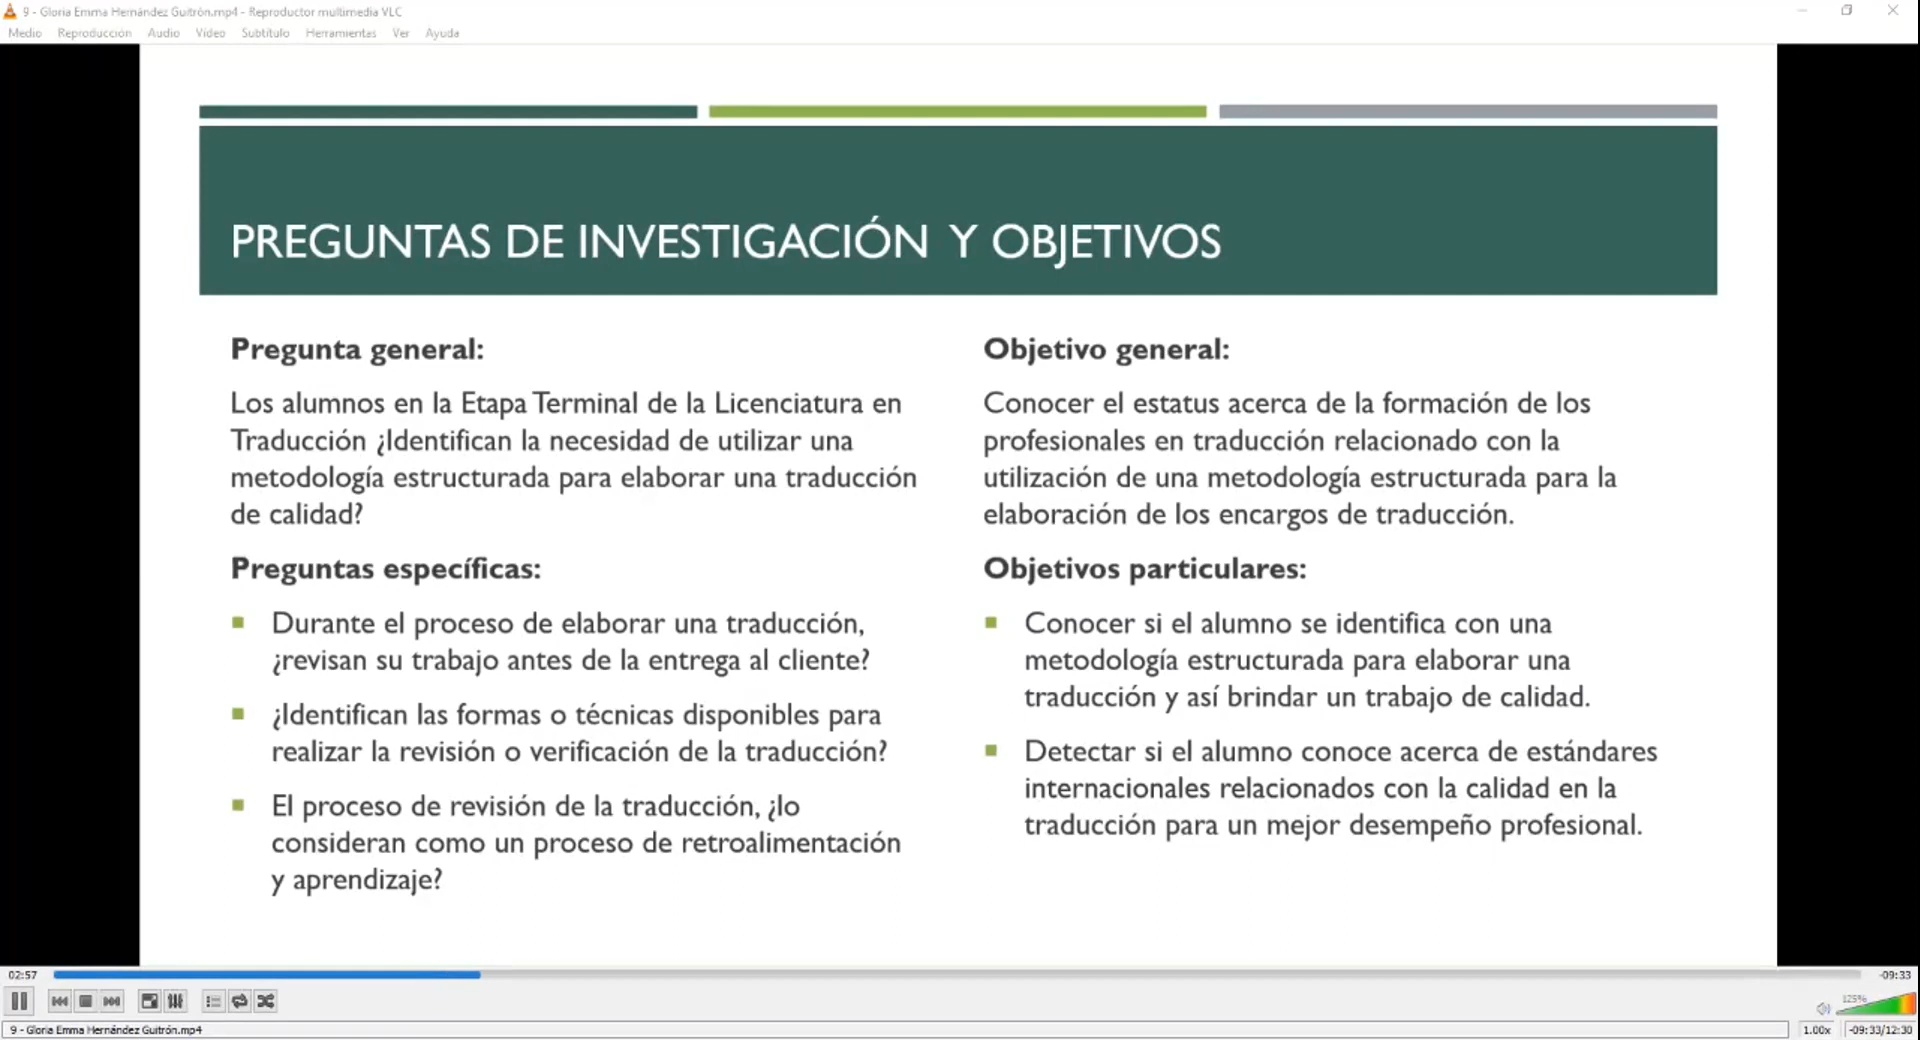 9 - Gloria Emma Hernández Guitrón.mp4 - Reproductor multimedia VLC
Medio Reproducción Audio Vídeo Subtítulo Herramientas Ver Ayuda
PREGUNTAS DE INVESTIGACIÓN Y OBJETIVOS
Pregunta general:
Los alumnos en la Etapa Terminal de la Licenciatura en
Traducción ¿Identifican la necesidad de utilizar una
metodología estructurada para elaborar una traducción
de calidad?
Preguntas específicas:
Durante el proceso de elaborar una traducción,
¿revisan su trabajo antes de la entrega al cliente?
¿Identifican las formas o técnicas disponibles para
realizar la revisión o verificación de la traducción?
El proceso de revisión de la traducción, ¿lo
consideran como un proceso de retroalimentación
y aprendizaje?
Objetivo general:
Conocer el estatus acerca de la formación de los
profesionales en traducción relacionado con la
utilización de una metodología estructurada para la
elaboración de los encargos de traducción.
Objetivos particulares:
Conocer si el alumno se identifica con una
metodología estructurada para elaborar una
traducción y así brindar un trabajo de calidad.
Detectar si el alumno conoce acerca de estándares
internacionales relacionados con la calidad en la
traducción para un mejor desempeño profesional.
02:57
-09:33
125%
9 - Gloria Emma Hernández Guitrón.mp4
1.00x
-09:33/12:30